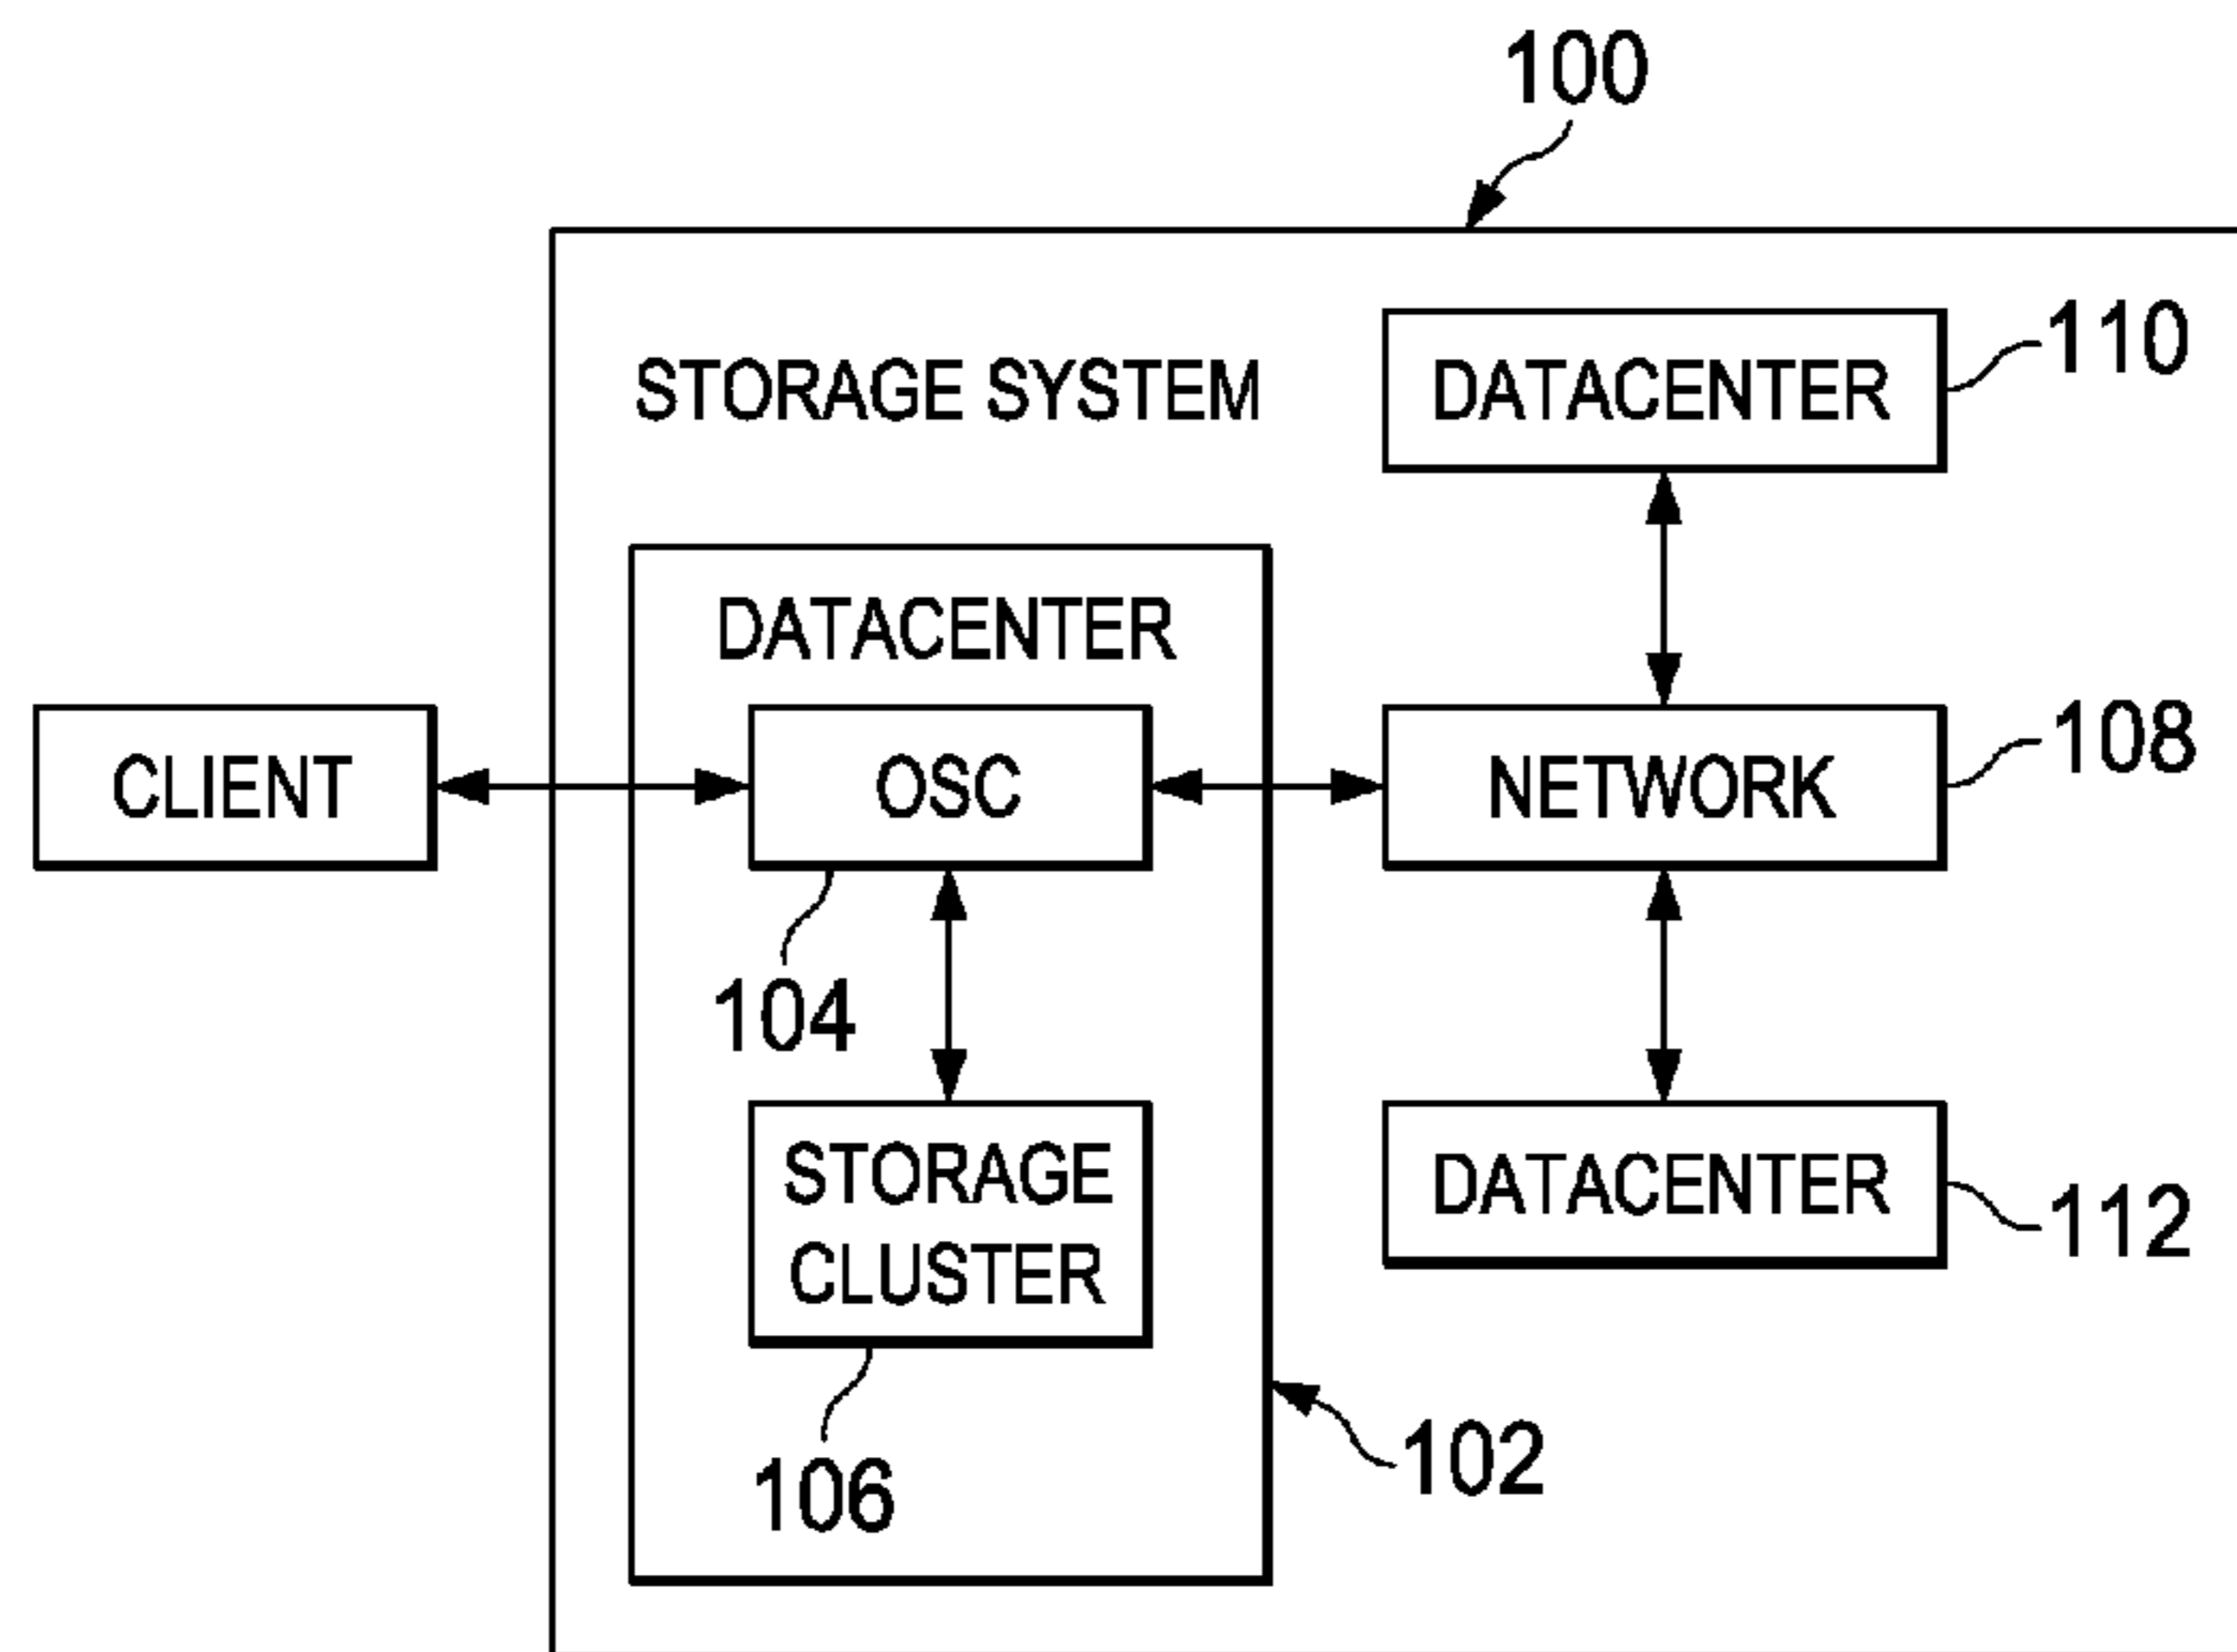 100
STORAGE SYSTEM
DATACENTER
110
DATACENTER
CLIENT
OSC
NETWORK
108
104
STORAGE
CLUSTER
DATACENTER
112
106
102